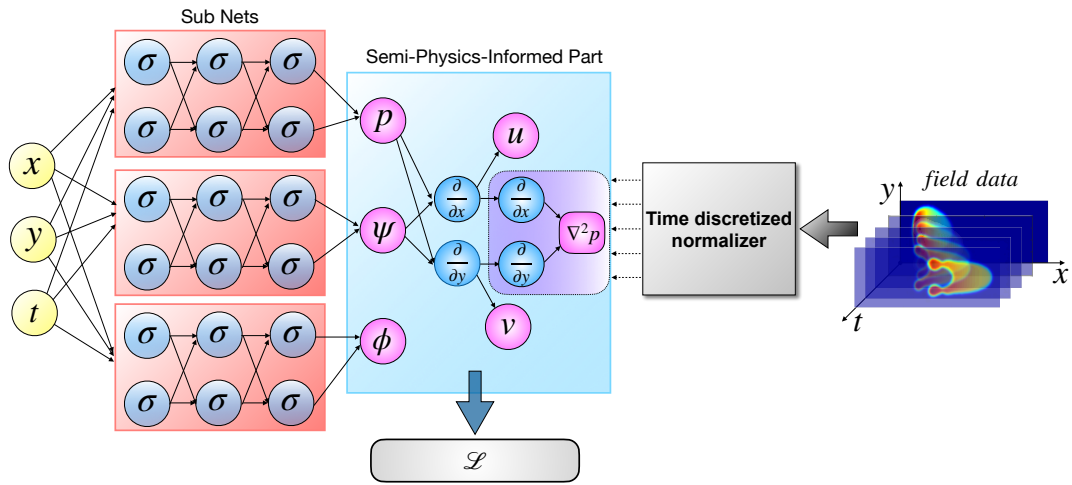 Sub Nets
Semi-Physics-Informed Part
x
y
t
σ σ σ
σ σ σ
σ σ σ
σ σ σ
σ σ σ
σ σ σ
p
ψ
ϕ
u
∂/∂x ∂/∂x
∇²p
∂/∂y ∂/∂y
v
ℒ
Time discretized
normalizer
y
field data
x
t